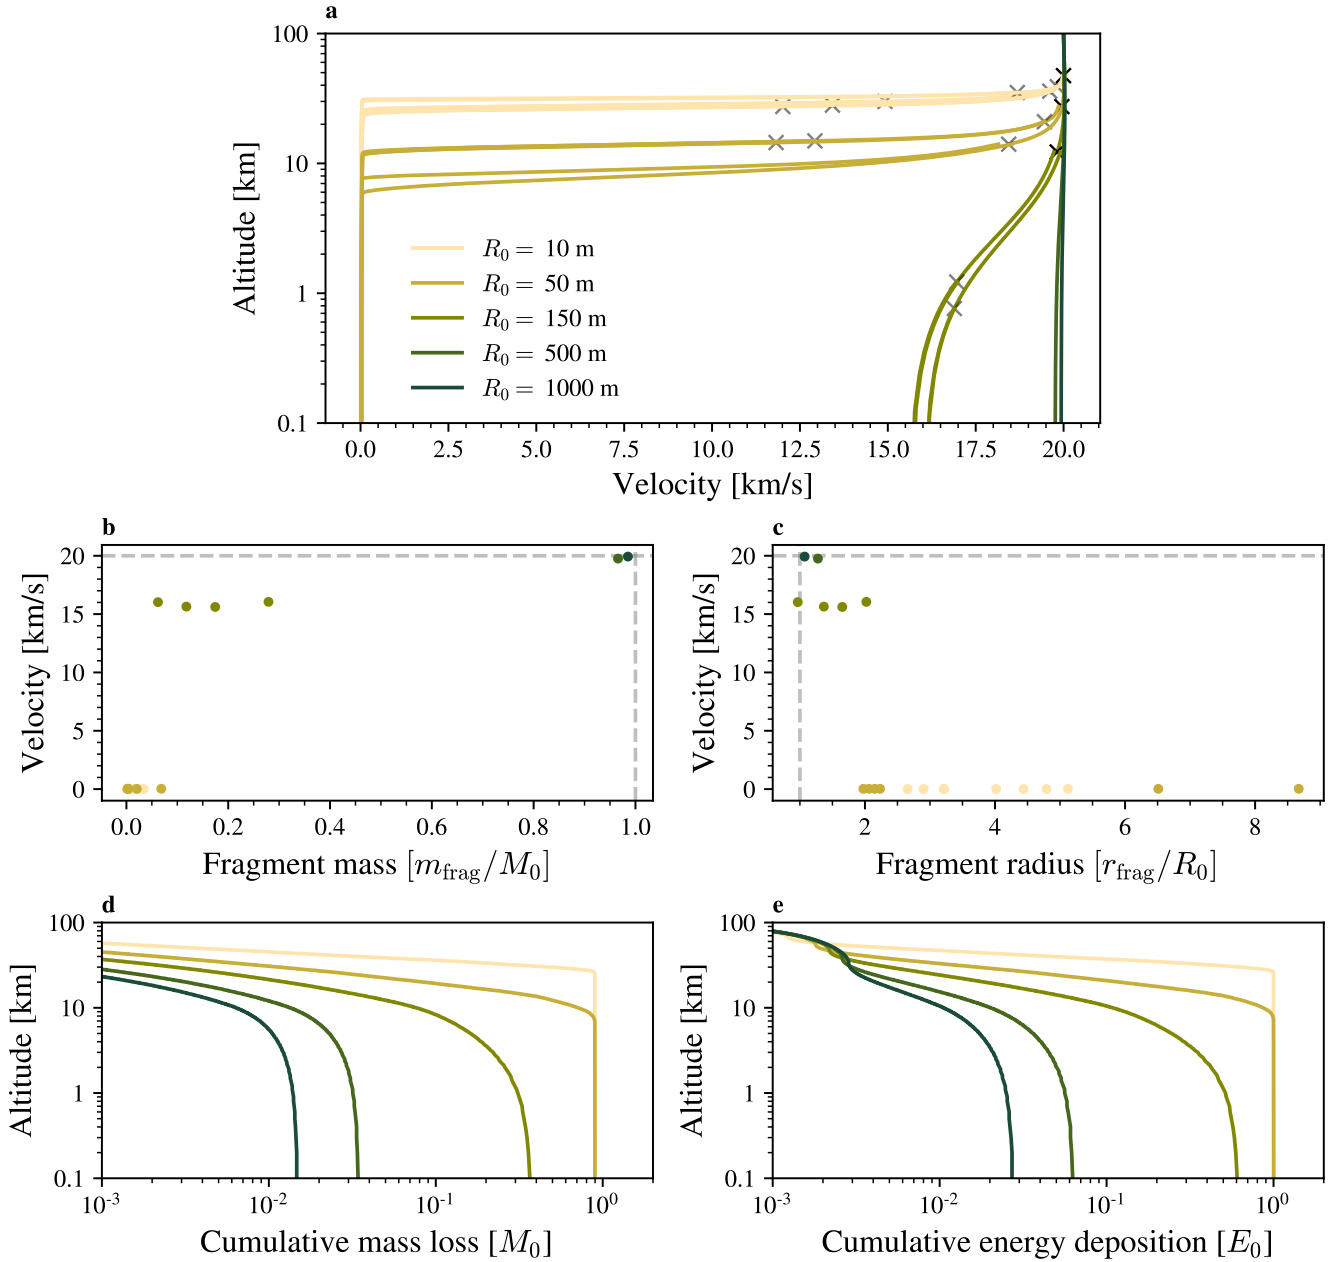 a
100
10
1
0.1
Altitude [km]
R₀ = 10 m
R₀ = 50 m
R₀ = 150 m
R₀ = 500 m
R₀ = 1000 m
0.0 2.5 5.0 7.5 10.0 12.5 15.0 17.5 20.0
Velocity [km/s]
b
20
15
10
5
0
Velocity [km/s]
0.0 0.2 0.4 0.6 0.8 1.0
Fragment mass [m_frag/M₀]
c
20
15
10
5
0
Velocity [km/s]
2 4 6 8
Fragment radius [r_frag/R₀]
d
100
10
1
0.1
Altitude [km]
10⁻³ 10⁻² 10⁻¹ 10⁰
Cumulative mass loss [M₀]
e
100
10
1
0.1
Altitude [km]
10⁻³ 10⁻² 10⁻¹ 10⁰
Cumulative energy deposition [E₀]